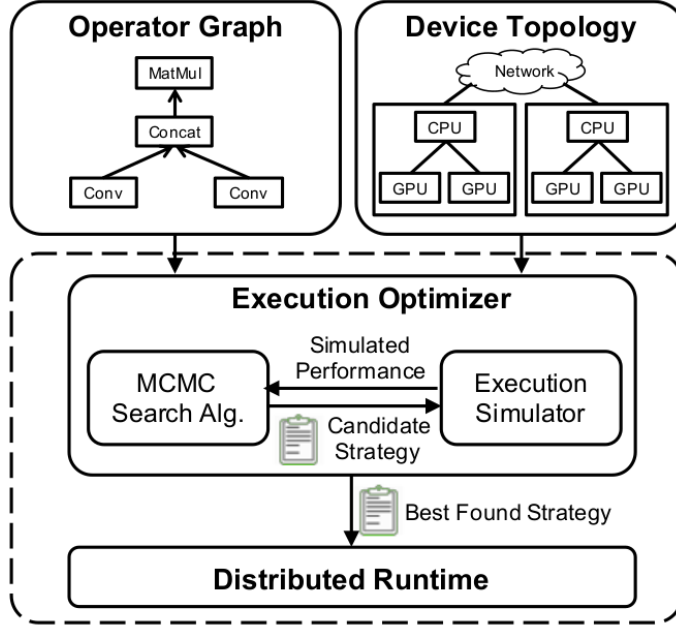 Operator Graph
MatMul
Concat
Conv
Conv
Device Topology
Network
CPU
CPU
GPU
GPU
GPU
GPU
Execution Optimizer
MCMC
Search Alg.
Simulated
Performance
Candidate
Strategy
Execution
Simulator
Best Found Strategy
Distributed Runtime